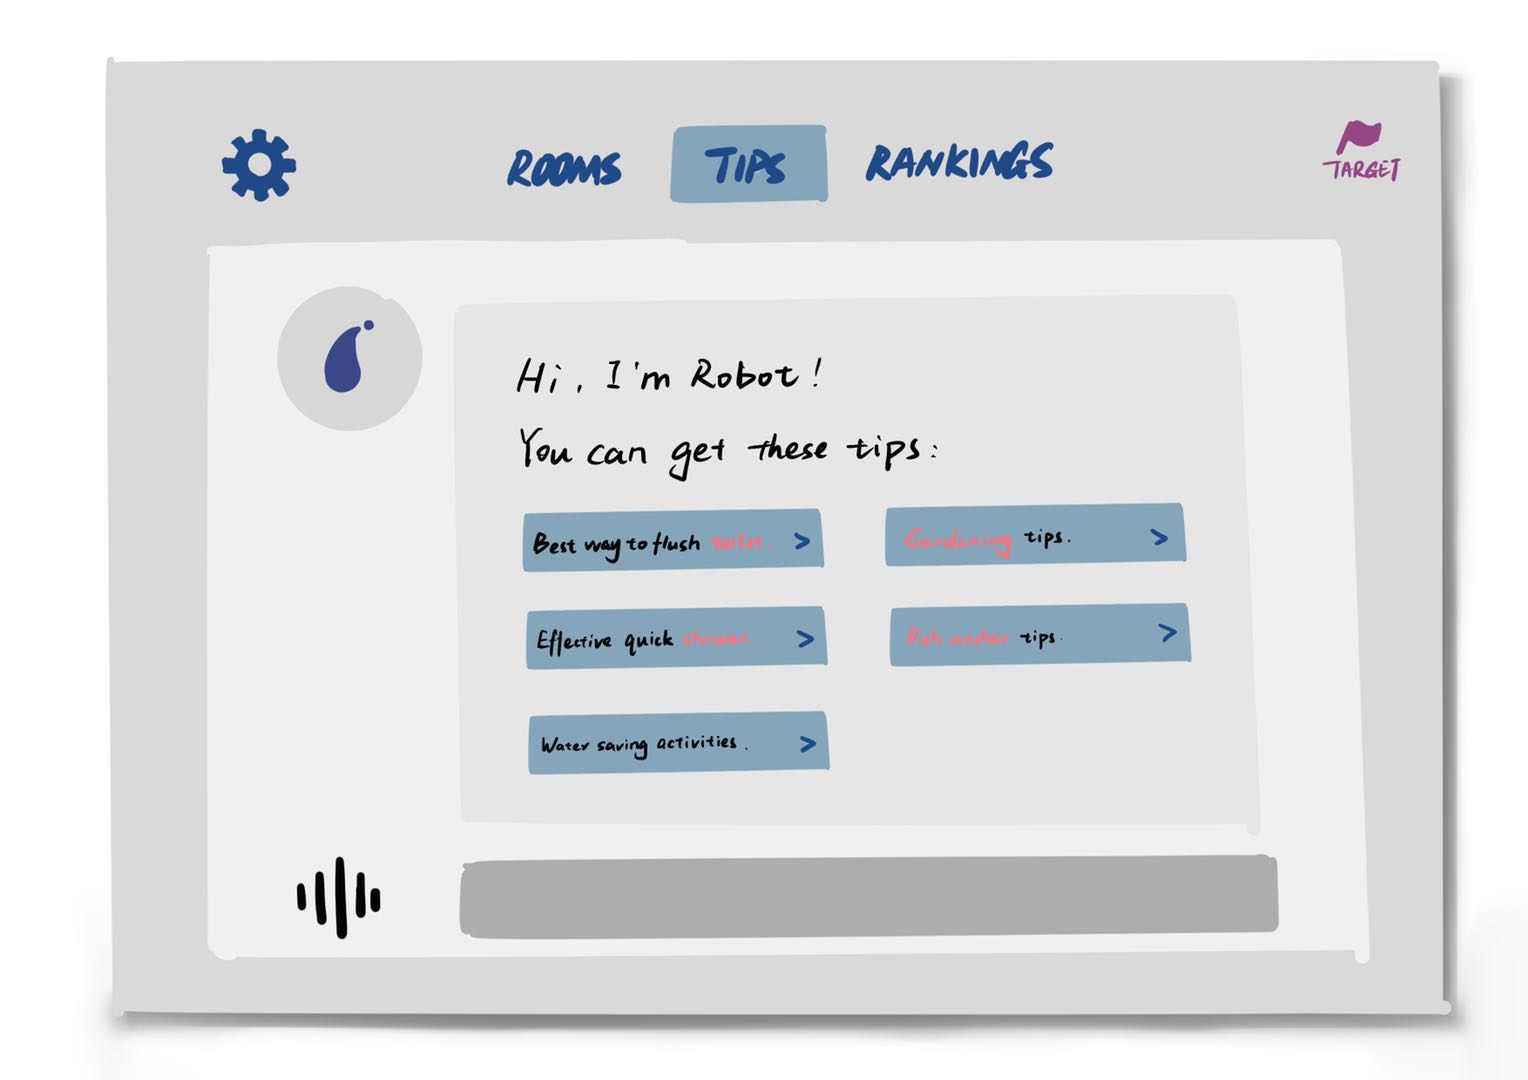 ROOMS TIPS RANKINGS
TARGET
Hi, I'm Robot!
You can get these tips:
Best way to flush toilet. >
Gardening tips. >
Effective quick shower >
Dish washer tips. >
Water saving activities. >